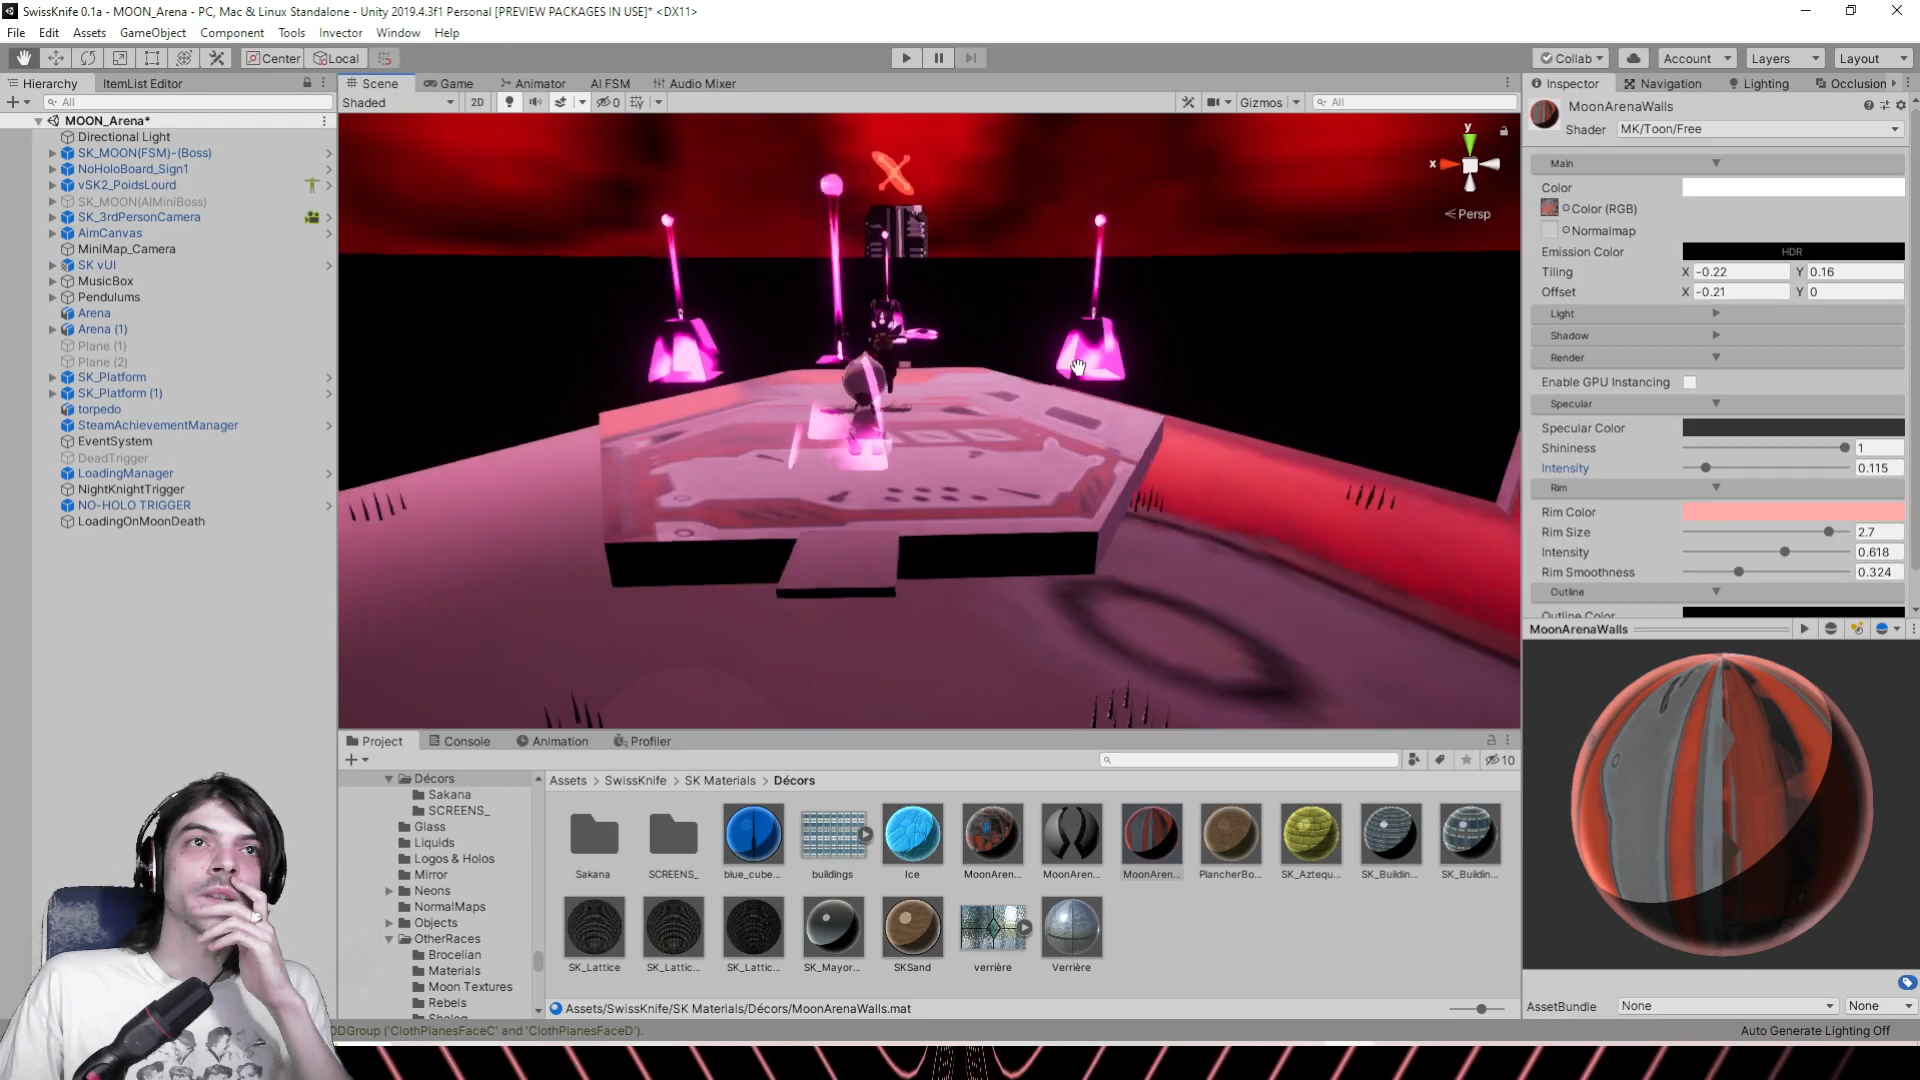 SwissKnife 0.1a - MOON_Arena - PC, Mac & Linux Standalone - Unity 2019.4.3f1 Personal [PREVIEW PACKAGES IN USE]* <DX11>
File Edit Assets GameObject Component Tools Invector Window Help
Center Local Collab Account Layers Layout
Hierarchy ItemList Editor Scene Game Animator AI FSM Audio Mixer Inspector Navigation Lighting Occlusion
All Shaded 2D 0 Gizmos All
MoonArenaWalls
Shader MK/Toon/Free
MOON_Arena*
Directional Light
SK_MOON(FSM)-(Boss)
NoHoloBoard_Sign1
vSK2_PoidsLourd
SK_MOON(AIMiniBoss)
SK_3rdPersonCamera
AimCanvas
MiniMap_Camera
SK vUI
MusicBox
Pendulums
Arena
Arena (1)
Plane (1)
Plane (2)
SK_Platform
SK_Platform (1)
torpedo
SteamAchievementManager
EventSystem
DeadTrigger
LoadingManager
NightKnightTrigger
NO-HOLO TRIGGER
LoadingOnMoonDeath
y
x
Persp
Main
Color
Color (RGB)
Normalmap
Emission Color HDR
Tiling X -0.22 Y 0.16
Offset X -0.21 Y 0
Light
Shadow
Render
Enable GPU Instancing
Specular
Specular Color
Shininess 1
Intensity 0.115
Rim
Rim Color
Rim Size 2.7
Intensity 0.618
Rim Smoothness 0.324
Outline
Outline Color
MoonArenaWalls
Project Console Animation Profiler
10
Décors
Sakana
SCREENS_
Glass
Liquids
Logos & Holos
Mirror
Neons
NormalMaps
Objects
OtherRaces
Brocelian
Materials
Moon Textures
Rebels
Assets > SwissKnife > SK Materials > Décors
Sakana SCREENS_ blue_cube... buildings Ice MoonAren... MoonAren... MoonAren... PlancherBo... SK_Aztequ... SK_Buildin... SK_Buildin...
SK_Lattice SK_Lattic... SK_Lattic... SK_Mayor... SKSand verrière Verrière
Assets/SwissKnife/SK Materials/Décors/MoonArenaWalls.mat
AssetBundle None None
DGroup ('ClothPlanesFaceC' and 'ClothPlanesFaceD').
Auto Generate Lighting Off